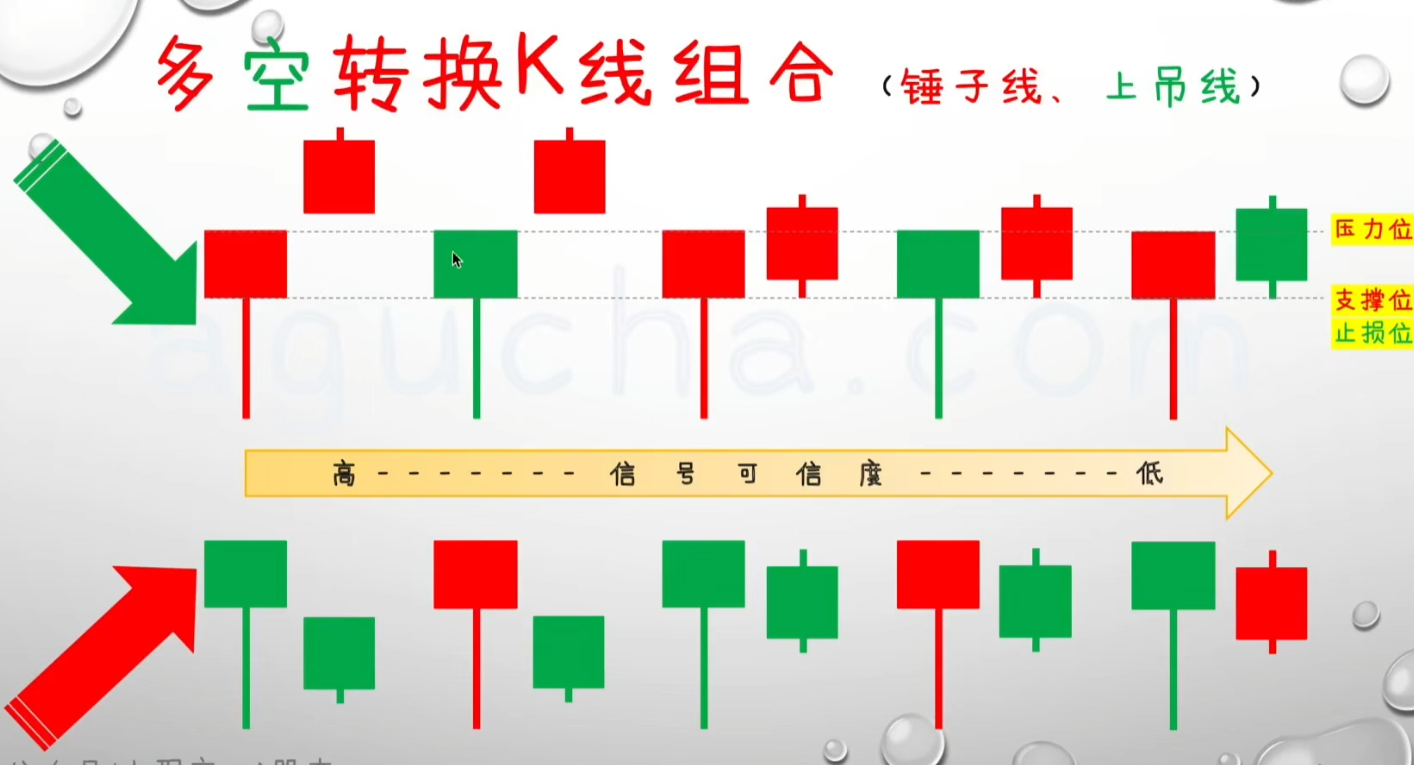 多空转换K线组合（锤子线、上吊线）
压力位
支撑位
止损位
agucha.com
高-------信号可信度-------低